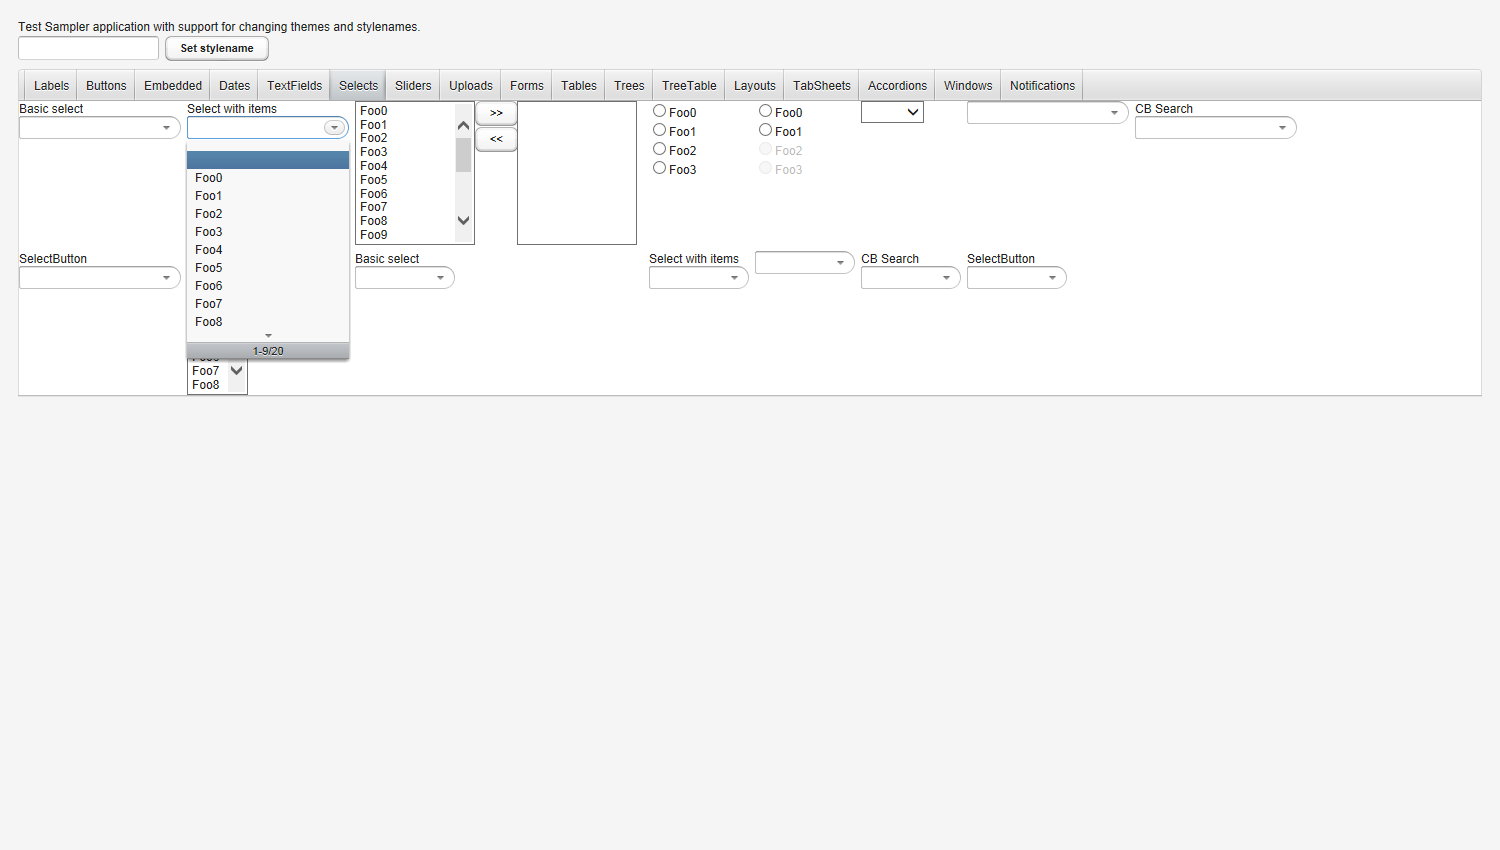 Test Sampler application with support for changing themes and stylenames.
Set stylename
Labels Buttons Embedded Dates TextFields Selects Sliders Uploads Forms Tables Trees TreeTable Layouts TabSheets Accordions Windows Notifications
Basic select
Select with items
Foo0
Foo1
Foo2
Foo3
Foo4
Foo5
Foo6
Foo7
Foo8
1-9/20
Foo0
Foo1
Foo2
Foo3
Foo4
Foo5
Foo6
Foo7
Foo8
Foo9
>>
<<
Foo0
Foo1
Foo2
Foo3
Foo0
Foo1
Foo2
Foo3
CB Search
SelectButton
Basic select
Select with items
CB Search
SelectButton
Foo7
Foo8